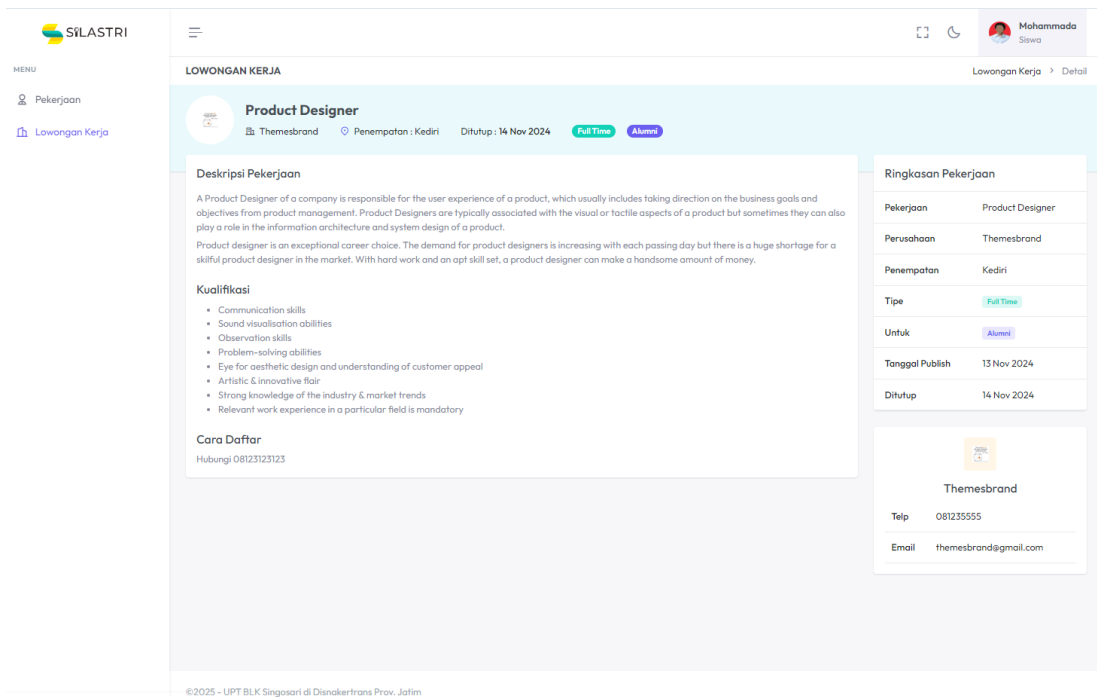 SILASTRI
Mohammada
Siswa
MENU
Pekerjaan
Lowongan Kerja
LOWONGAN KERJA
Lowongan Kerja > Detail
Product Designer
Themesbrand Penempatan : Kediri Ditutup : 14 Nov 2024 Full Time Alumni
Deskripsi Pekerjaan
A Product Designer of a company is responsible for the user experience of a product, which usually includes taking direction on the business goals and
objectives from product management. Product Designers are typically associated with the visual or tactile aspects of a product but sometimes they can also
play a role in the information architecture and system design of a product.
Product designer is an exceptional career choice. The demand for product designers is increasing with each passing day but there is a huge shortage for a
skilful product designer in the market. With hard work and an apt skill set, a product designer can make a handsome amount of money.
Kualifikasi
• Communication skills
• Sound visualisation abilities
• Observation skills
• Problem-solving abilities
• Eye for aesthetic design and understanding of customer appeal
• Artistic & innovative flair
• Strong knowledge of the industry & market trends
• Relevant work experience in a particular field is mandatory
Cara Daftar
Hubungi 08123123123
Ringkasan Pekerjaan
Pekerjaan Product Designer
Perusahaan Themesbrand
Penempatan Kediri
Tipe Full Time
Untuk Alumni
Tanggal Publish 13 Nov 2024
Ditutup 14 Nov 2024
Themesbrand
Telp 081235555
Email themesbrand@gmail.com
©2025 - UPT BLK Singosari di Disnakertrans Prov. Jatim